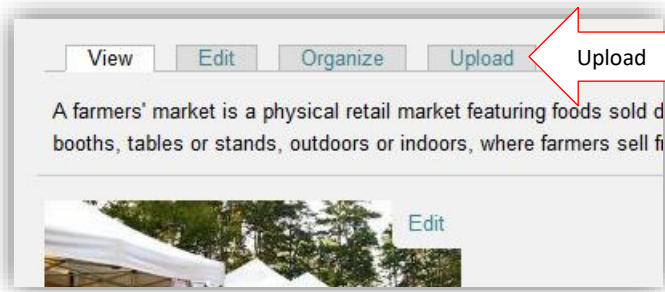 View Edit Organize Upload Upload
A farmers' market is a physical retail market featuring foods sold d
booths, tables or stands, outdoors or indoors, where farmers sell
Edit